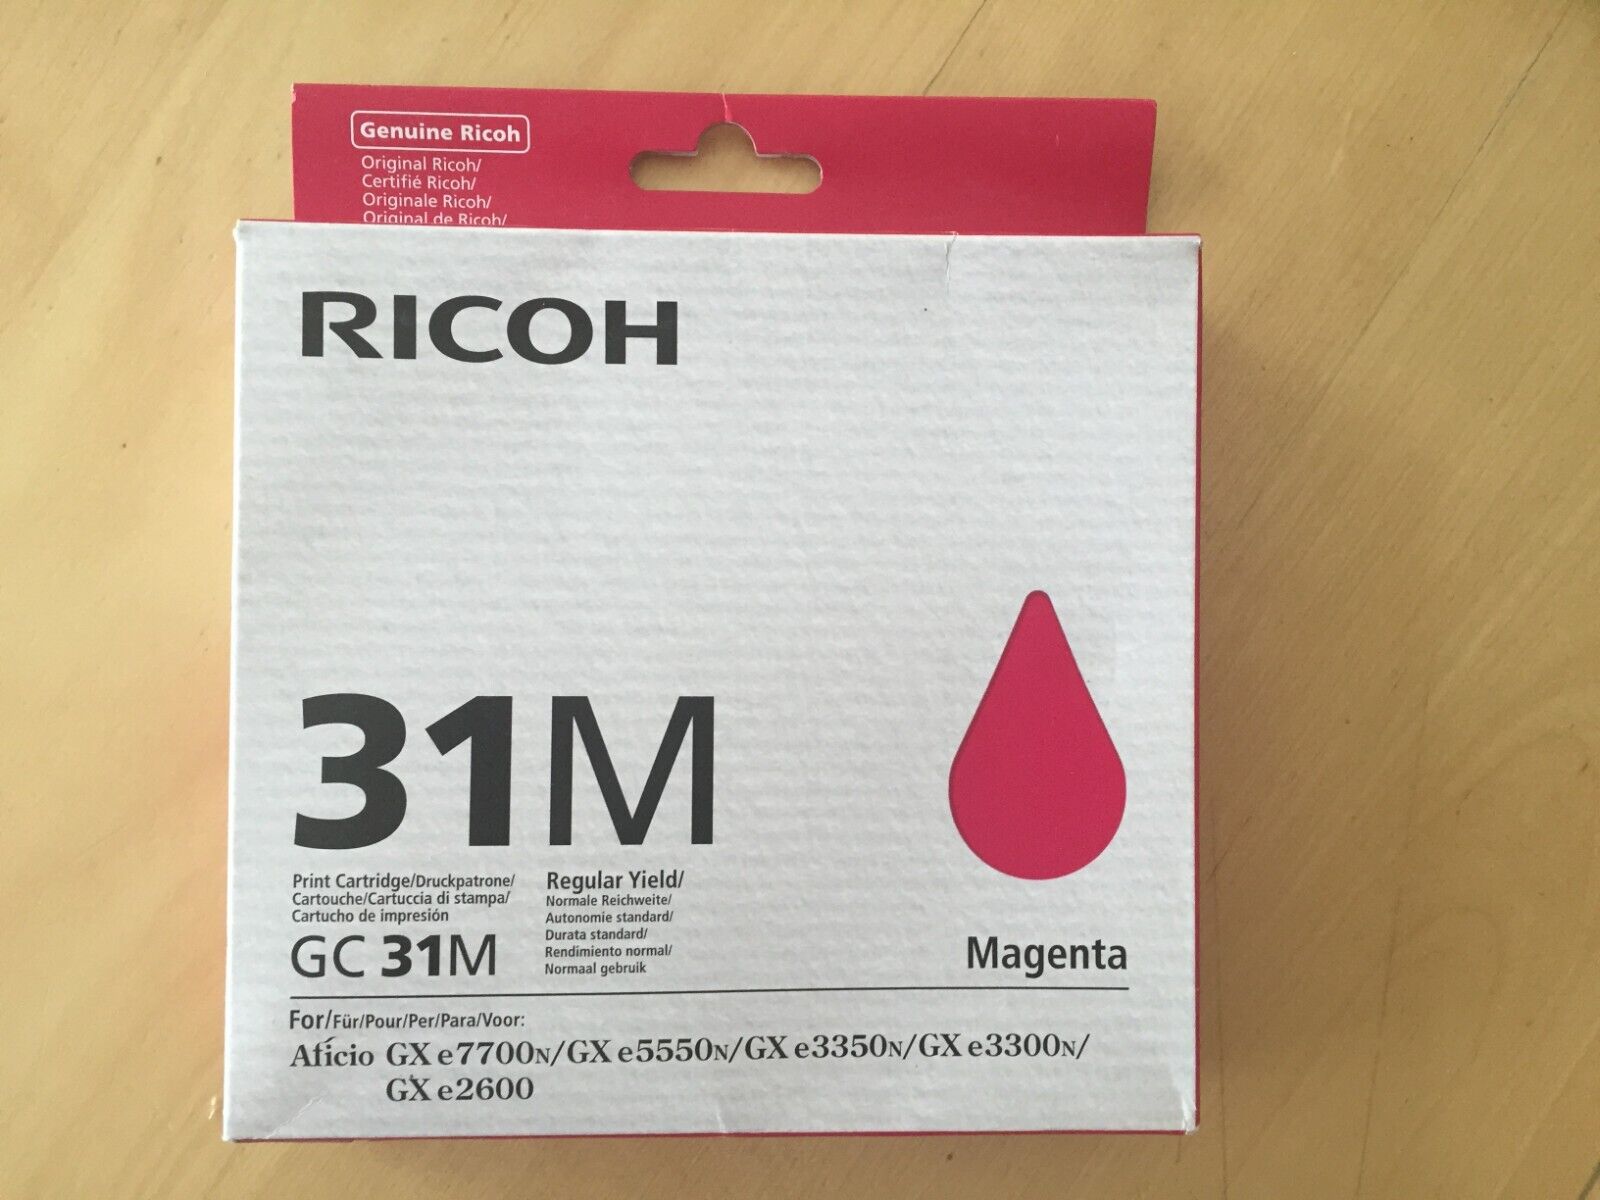 Genuine Ricoh
Original Ricoh/
Certifié Ricoh/
Originale Ricoh/
Original de Ricoh/
RICOH
31M
Print Cartridge/Druckpatrone/
Cartouche/Cartuccia di stampa/
Cartucho de impresión
GC 31M
Regular Yield/
Normale Reichweite/
Autonomie standard/
Durata standard/
Rendimiento normal/
Normaal gebruik
Magenta
For/Für/Pour/Per/Para/Voor:
Aficio GX e7700N/GX e5550N/GX e3350N/GX e3300N/
GX e2600